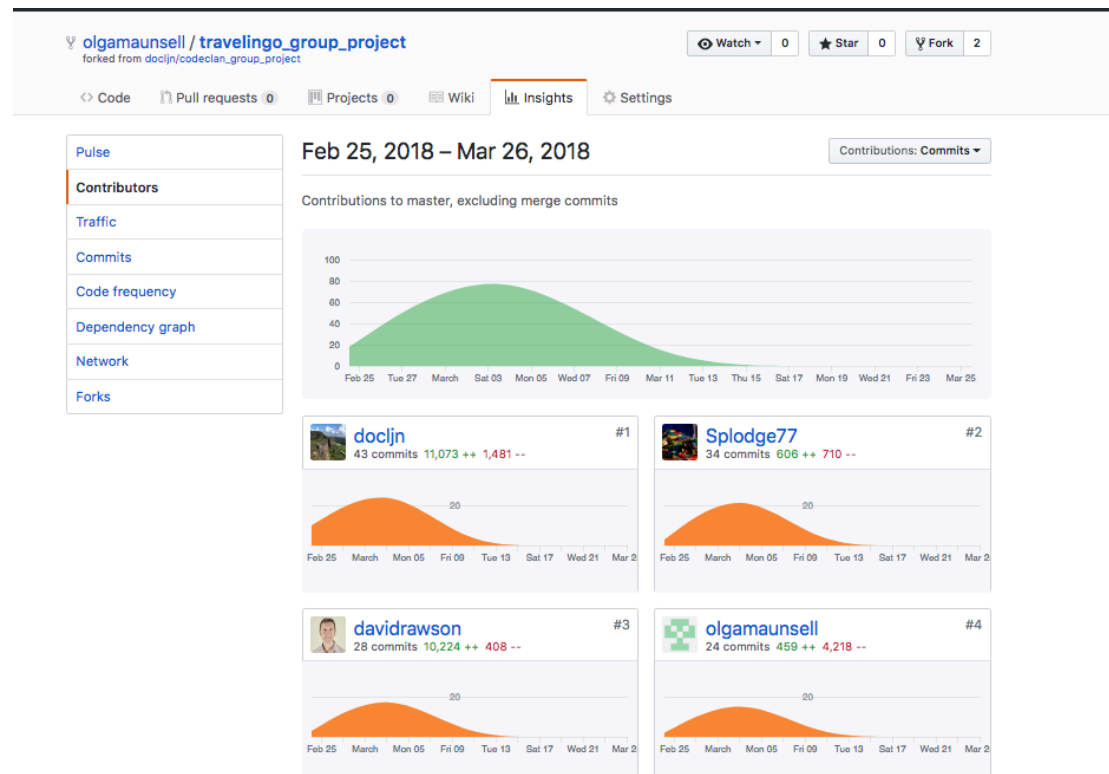 olgamaunsell / travelingo_group_project
forked from docljn/codeclan_group_project
Watch 0 Star 0 Fork 2
Code Pull requests 0 Projects 0 Wiki Insights Settings
Pulse
Contributors
Traffic
Commits
Code frequency
Dependency graph
Network
Forks
Feb 25, 2018 – Mar 26, 2018
Contributions: Commits
Contributions to master, excluding merge commits
100
80
60
40
20
0
Feb 25 Tue 27 March Sat 03 Mon 05 Wed 07 Fri 09 Mar 11 Tue 13 Thu 15 Sat 17 Mon 19 Wed 21 Fri 23 Mar 25
docljn #1
43 commits 11,073 ++ 1,481 --
20
Feb 25 March Mon 05 Fri 09 Tue 13 Sat 17 Wed 21 Mar 2
Splodge77 #2
34 commits 606 ++ 710 --
20
Feb 25 March Mon 05 Fri 09 Tue 13 Sat 17 Wed 21 Mar 2
davidrawson #3
28 commits 10,224 ++ 408 --
20
Feb 25 March Mon 05 Fri 09 Tue 13 Sat 17 Wed 21 Mar 2
olgamaunsell #4
24 commits 459 ++ 4,218 --
20
Feb 25 March Mon 05 Fri 09 Tue 13 Sat 17 Wed 21 Mar 2